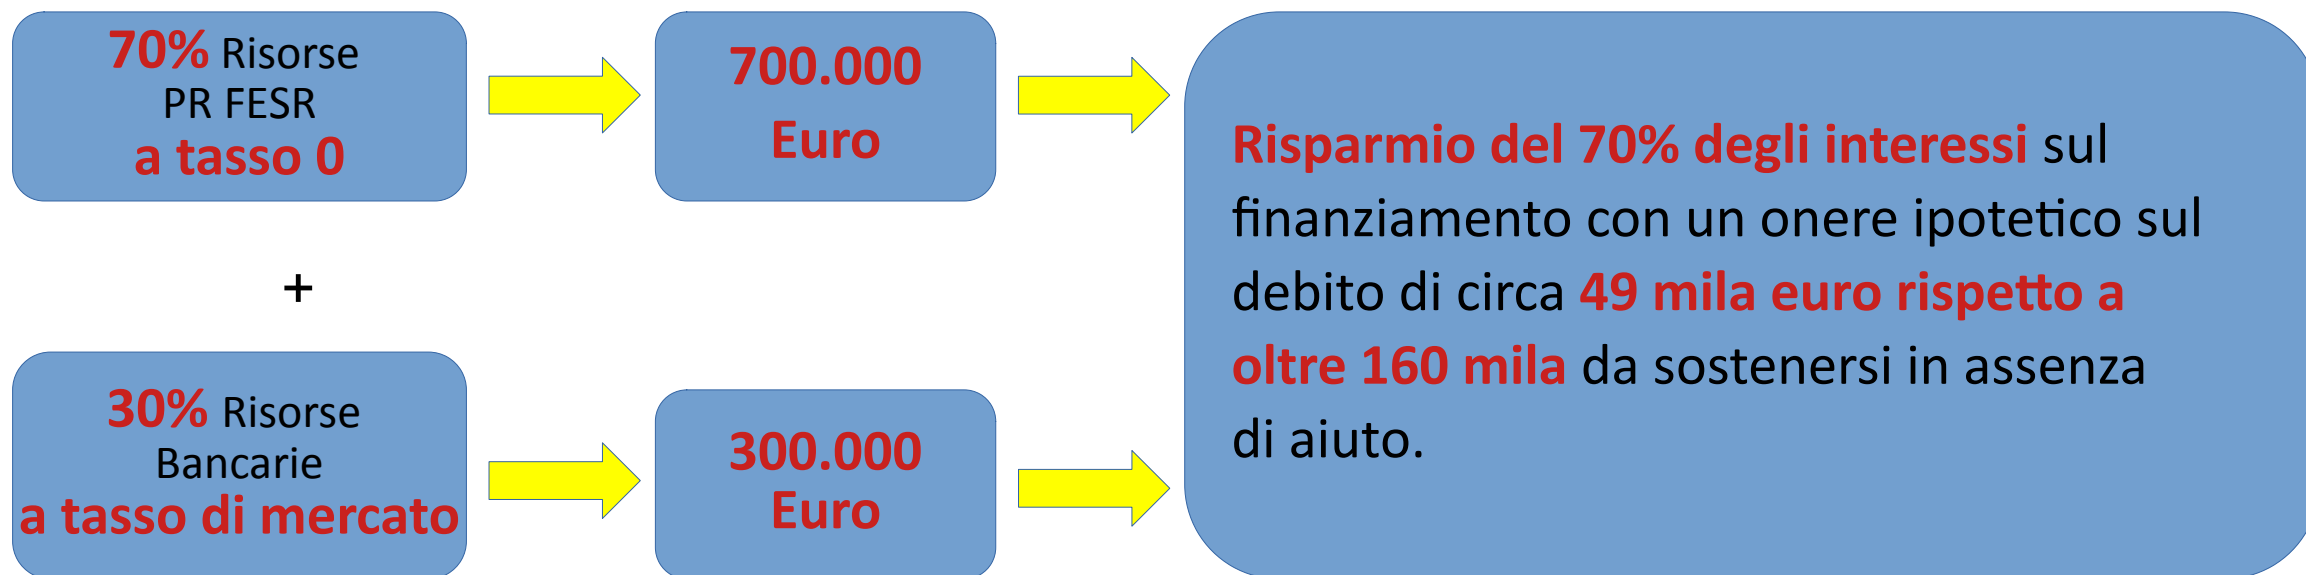 70% Risorse
PR FESR
a tasso 0
700.000
Euro
+
30% Risorse
Bancarie
a tasso di mercato
300.000
Euro
Risparmio del 70% degli interessi sul
finanziamento con un onere ipotetico sul
debito di circa 49 mila euro rispetto a
oltre 160 mila da sostenersi in assenza
di aiuto.